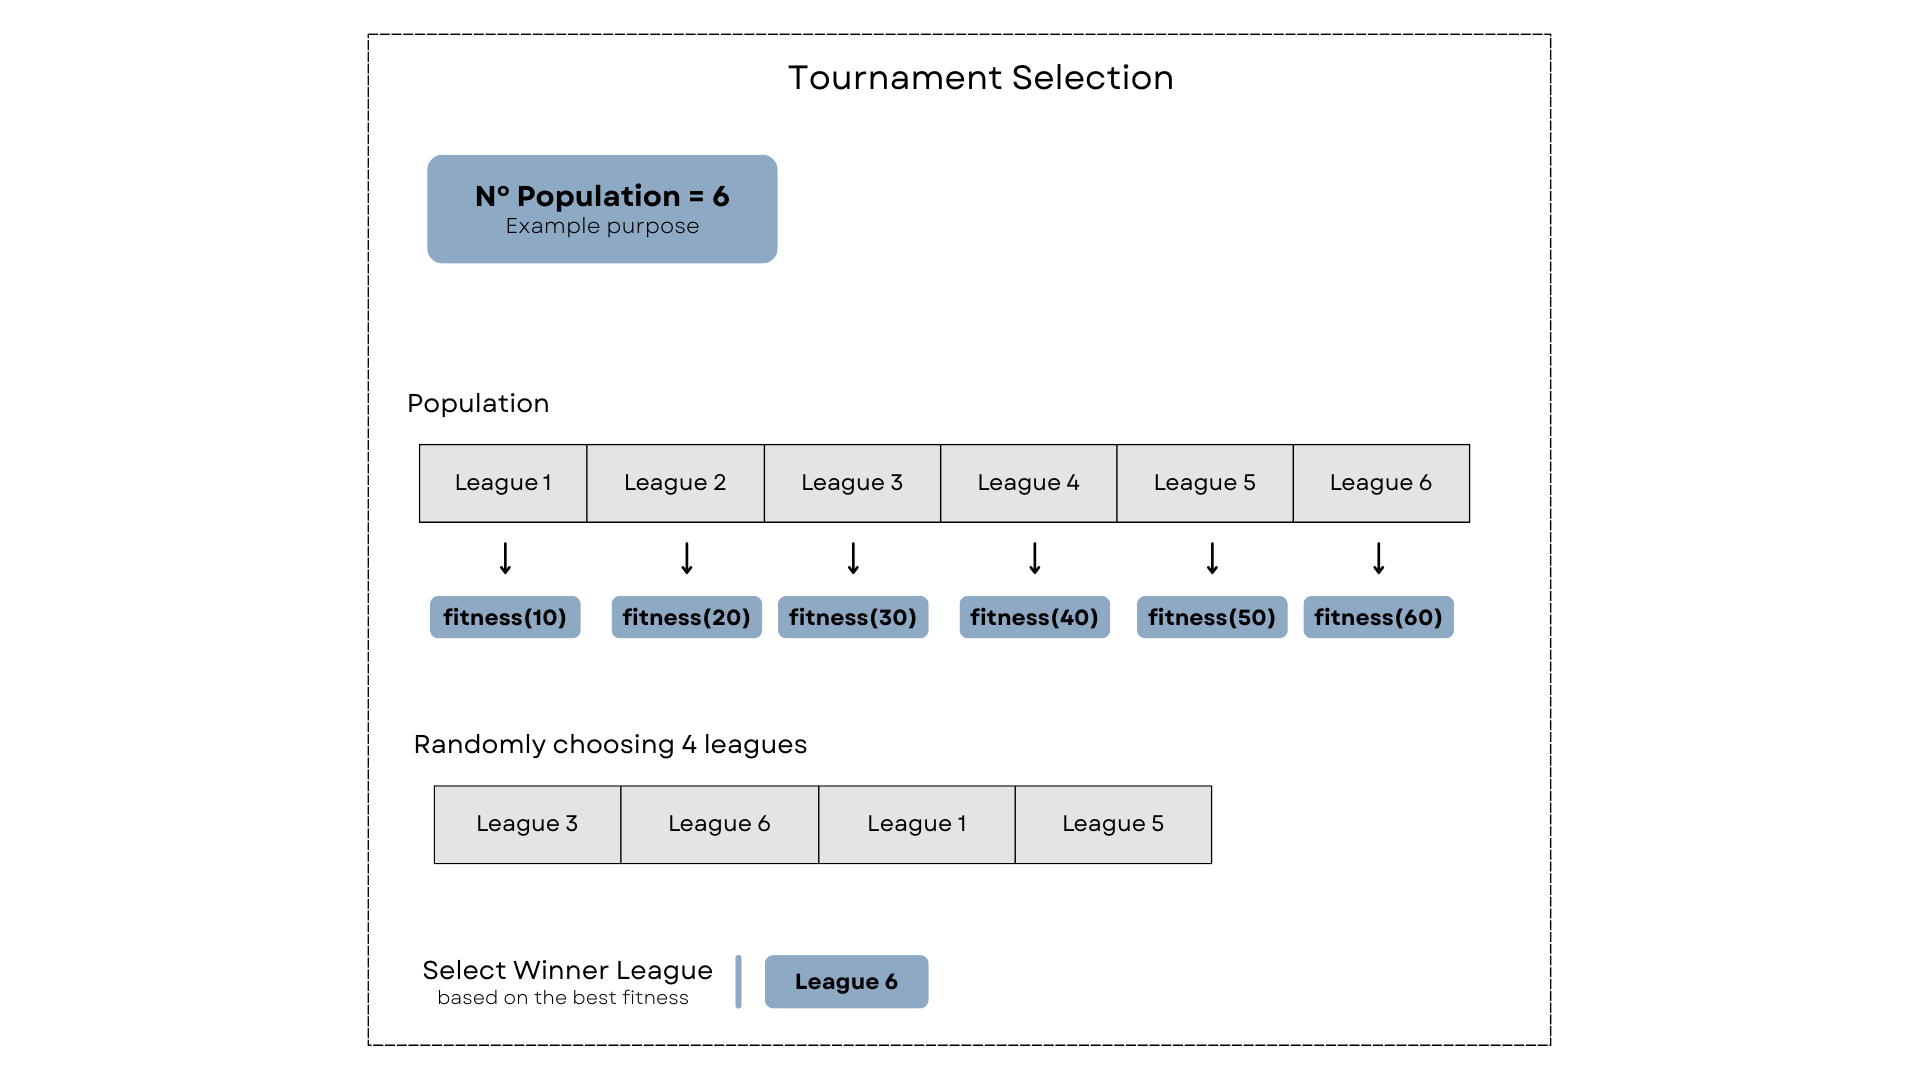 Tournament Selection
Nº Population = 6
Example purpose
Population
League 1 League 2 League 3 League 4 League 5 League 6
fitness(10) fitness(20) fitness(30) fitness(40) fitness(50) fitness(60)
Randomly choosing 4 leagues
League 3 League 6 League 1 League 5
Select Winner League
based on the best fitness
League 6